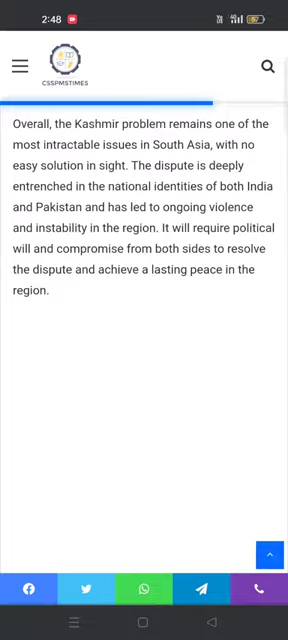 2:48
CSSPMSTIMES
Overall, the Kashmir problem remains one of the
most intractable issues in South Asia, with no
easy solution in sight. The dispute is deeply
entrenched in the national identities of both India
and Pakistan and has led to ongoing violence
and instability in the region. It will require political
will and compromise from both sides to resolve
the dispute and achieve a lasting peace in the
region.